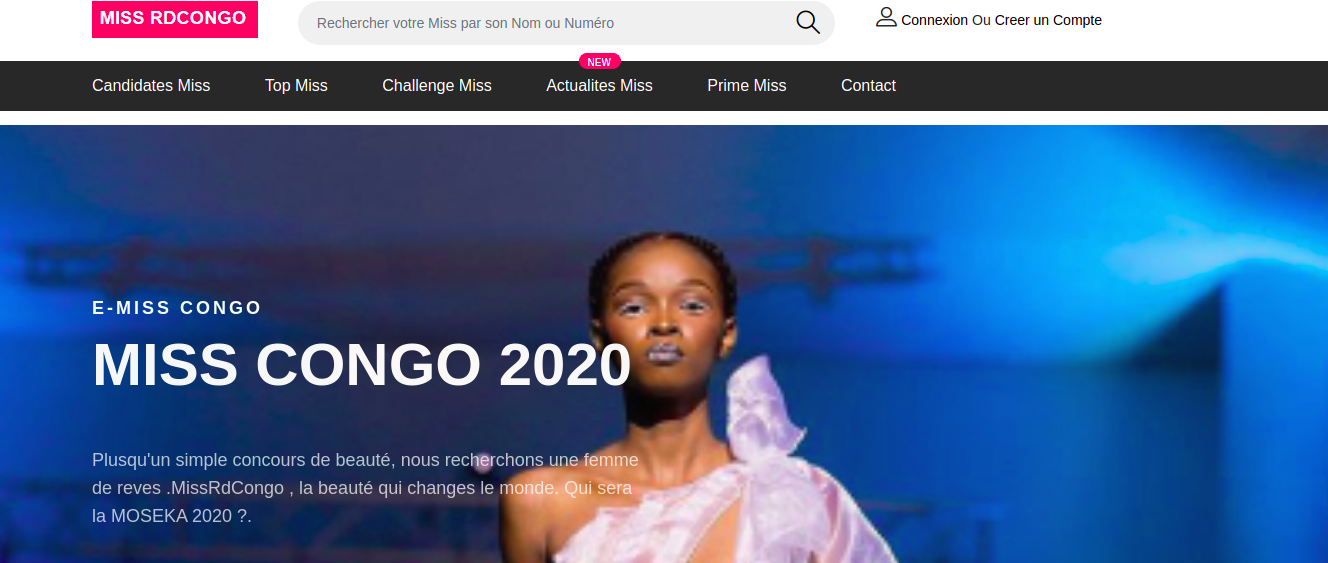 MISS RDCONGO
Rechercher votre Miss par son Nom ou Numéro
Connexion Ou Creer un Compte
NEW
Candidates Miss Top Miss Challenge Miss Actualites Miss Prime Miss Contact
E-MISS CONGO
MISS CONGO 2020
Plusqu'un simple concours de beauté, nous recherchons une femme
de reves .MissRdCongo , la beauté qui changes le monde. Qui sera
la MOSEKA 2020 ?.